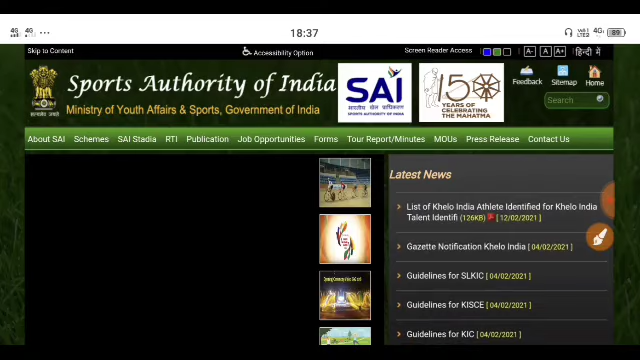 4G 4G ... 18:37 4G 89
Skip to Content Accessibility Option Screen Reader Access A- A A+ हिन्दी में
Sports Authority of India
Ministry of Youth Affairs & Sports, Government of India
SAI
SPORTS AUTHORITY OF INDIA
150
YEARS OF
CELEBRATING
THE MAHATMA
Feedback Sitemap Home
Search
About SAI Schemes SAI Stadia RTI Publication Job Opportunities Forms Tour Report/Minutes MOUs Press Release Contact Us
Latest News
List of Khelo India Athlete Identified for Khelo India
Talent Identifi (126KB) [ 12/02/2021 ]
Gazette Notification Khelo India [ 04/02/2021 ]
Guidelines for SLKIC [ 04/02/2021 ]
Guidelines for KISCE [ 04/02/2021 ]
Guidelines for KIC [ 04/02/2021 ]